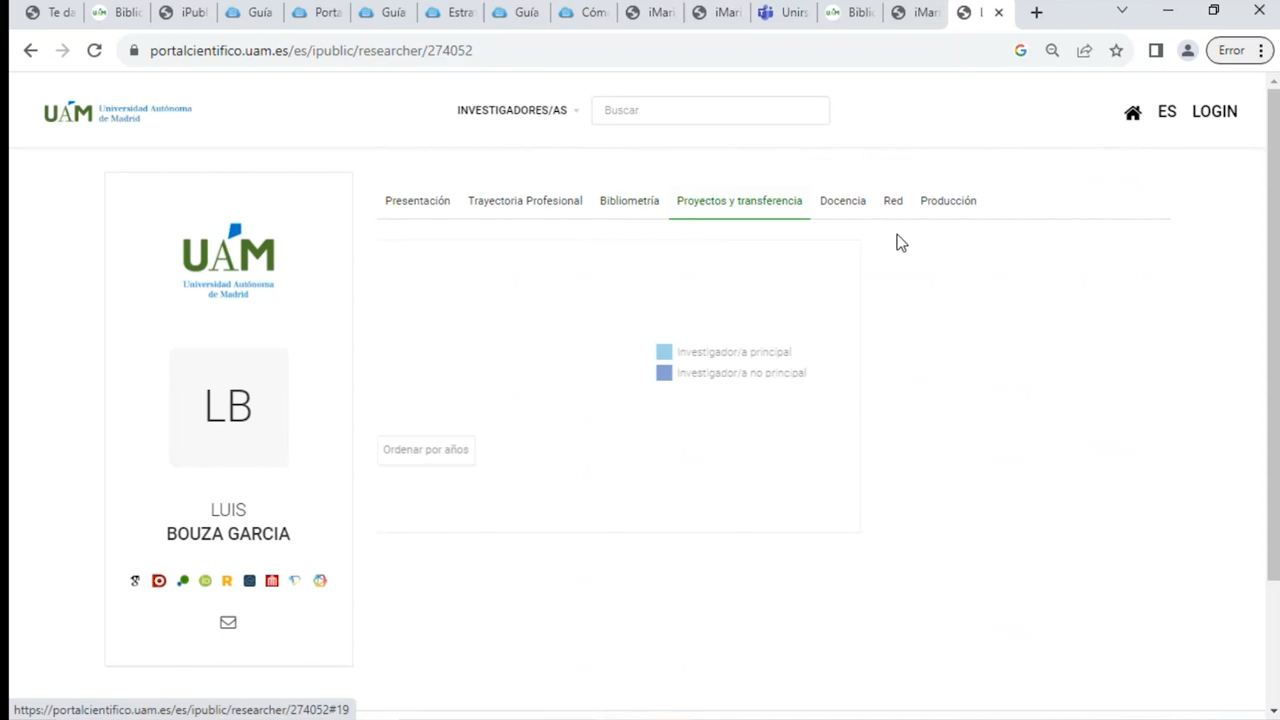 Te da
Biblio
iPubl
Guía
Porta
Guía
Estra
Guía
Cóm
iMari
iMari
Unirs
Biblio
iMari
portalcientifico.uam.es/es/ipublic/researcher/274052
Error
UAM Universidad Autónoma
de Madrid
INVESTIGADORES/AS
Buscar
ES
LOGIN
Presentación
Trayectoria Profesional
Bibliometría
Proyectos y transferencia
Docencia
Red
Producción
UAM
Universidad Autónoma
de Madrid
Investigador/a principal
Investigador/a no principal
LB
Ordenar por años
LUIS
BOUZA GARCIA
https://portalcientifico.uam.es/es/ipublic/researcher/274052#19